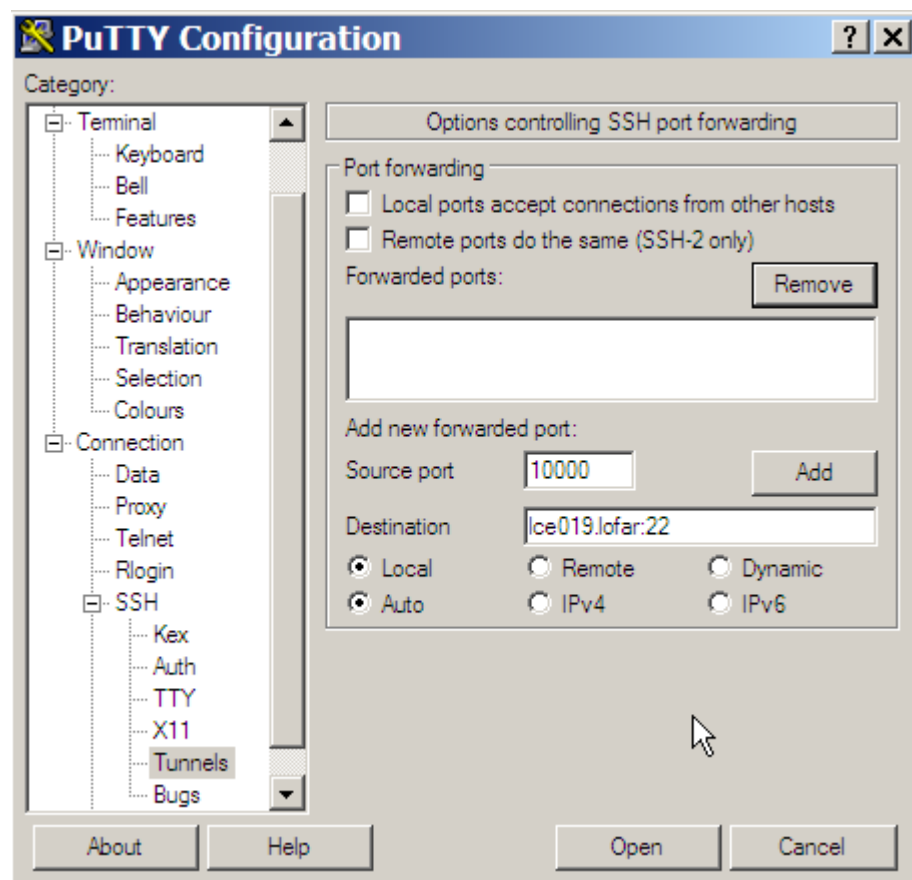 PuTTY Configuration
Category:
Terminal
Keyboard
Bell
Features
Window
Appearance
Behaviour
Translation
Selection
Colours
Connection
Data
Proxy
Telnet
Rlogin
SSH
Kex
Auth
TTY
X11
Tunnels
Bugs
Options controlling SSH port forwarding
Port forwarding
Local ports accept connections from other hosts
Remote ports do the same (SSH-2 only)
Forwarded ports: Remove
Add new forwarded port:
Source port 10000 Add
Destination lce019.lofar:22
Local Remote Dynamic
Auto IPv4 IPv6
About Help Open Cancel